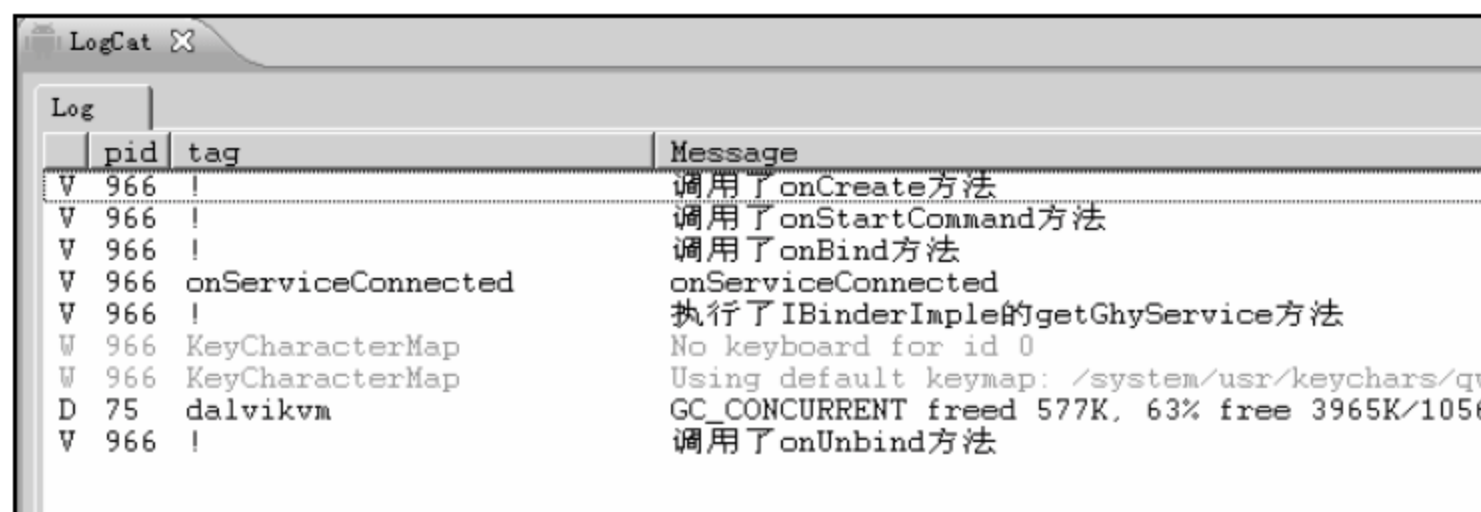 LogCat
Log
pid tag Message
V 966 ! 调用了onCreate方法
V 966 ! 调用了onStartCommand方法
V 966 ! 调用了onBind方法
V 966 onServiceConnected onServiceConnected
V 966 ! 执行了IBinderImple的getGhyService方法
W 966 KeyCharacterMap No keyboard for id 0
W 966 KeyCharacterMap Using default keymap: /system/usr/keychars/
D 75 dalvikvm GC_CONCURRENT freed 577K, 63% free 3965K/1056
V 966 ! 调用了onUnbind方法